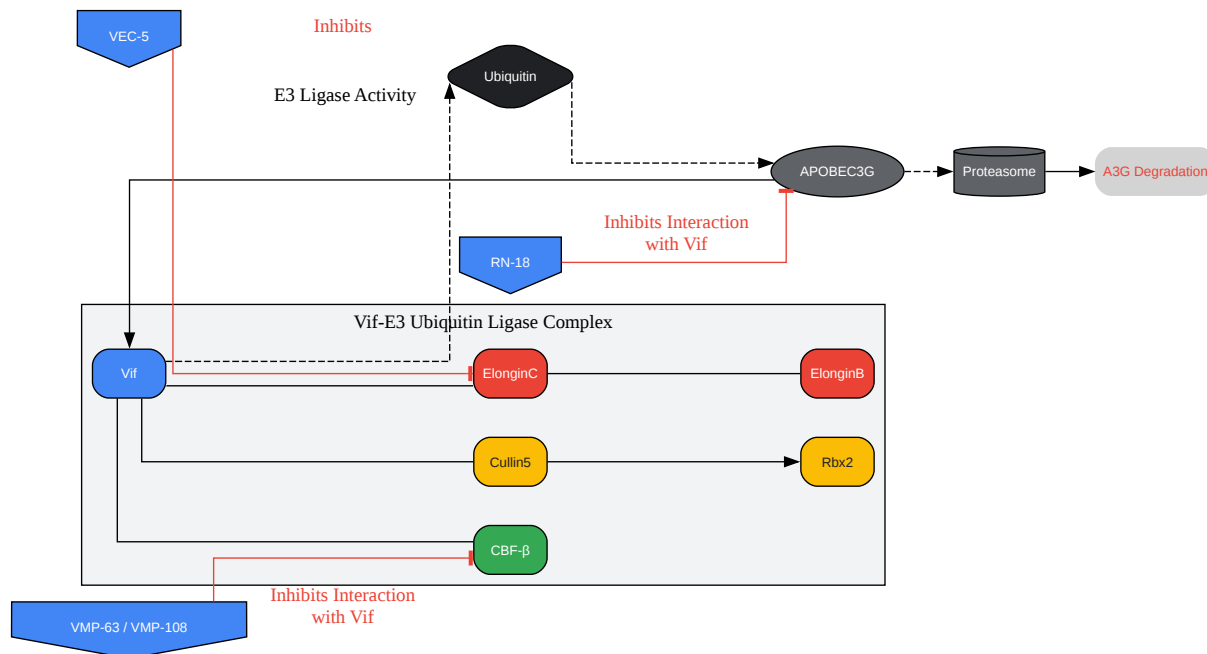 Inhibits
VEC-5
Ubiquitin
E3 Ligase Activity
APOBEC3G
Proteasome
A3G Degradation
Inhibits Interaction
with Vif
RN-18
Vif-E3 Ubiquitin Ligase Complex
Vif
ElonginC
ElonginB
Cullin5
Rbx2
CBF-β
Inhibits Interaction
with Vif
VMP-63 / VMP-108